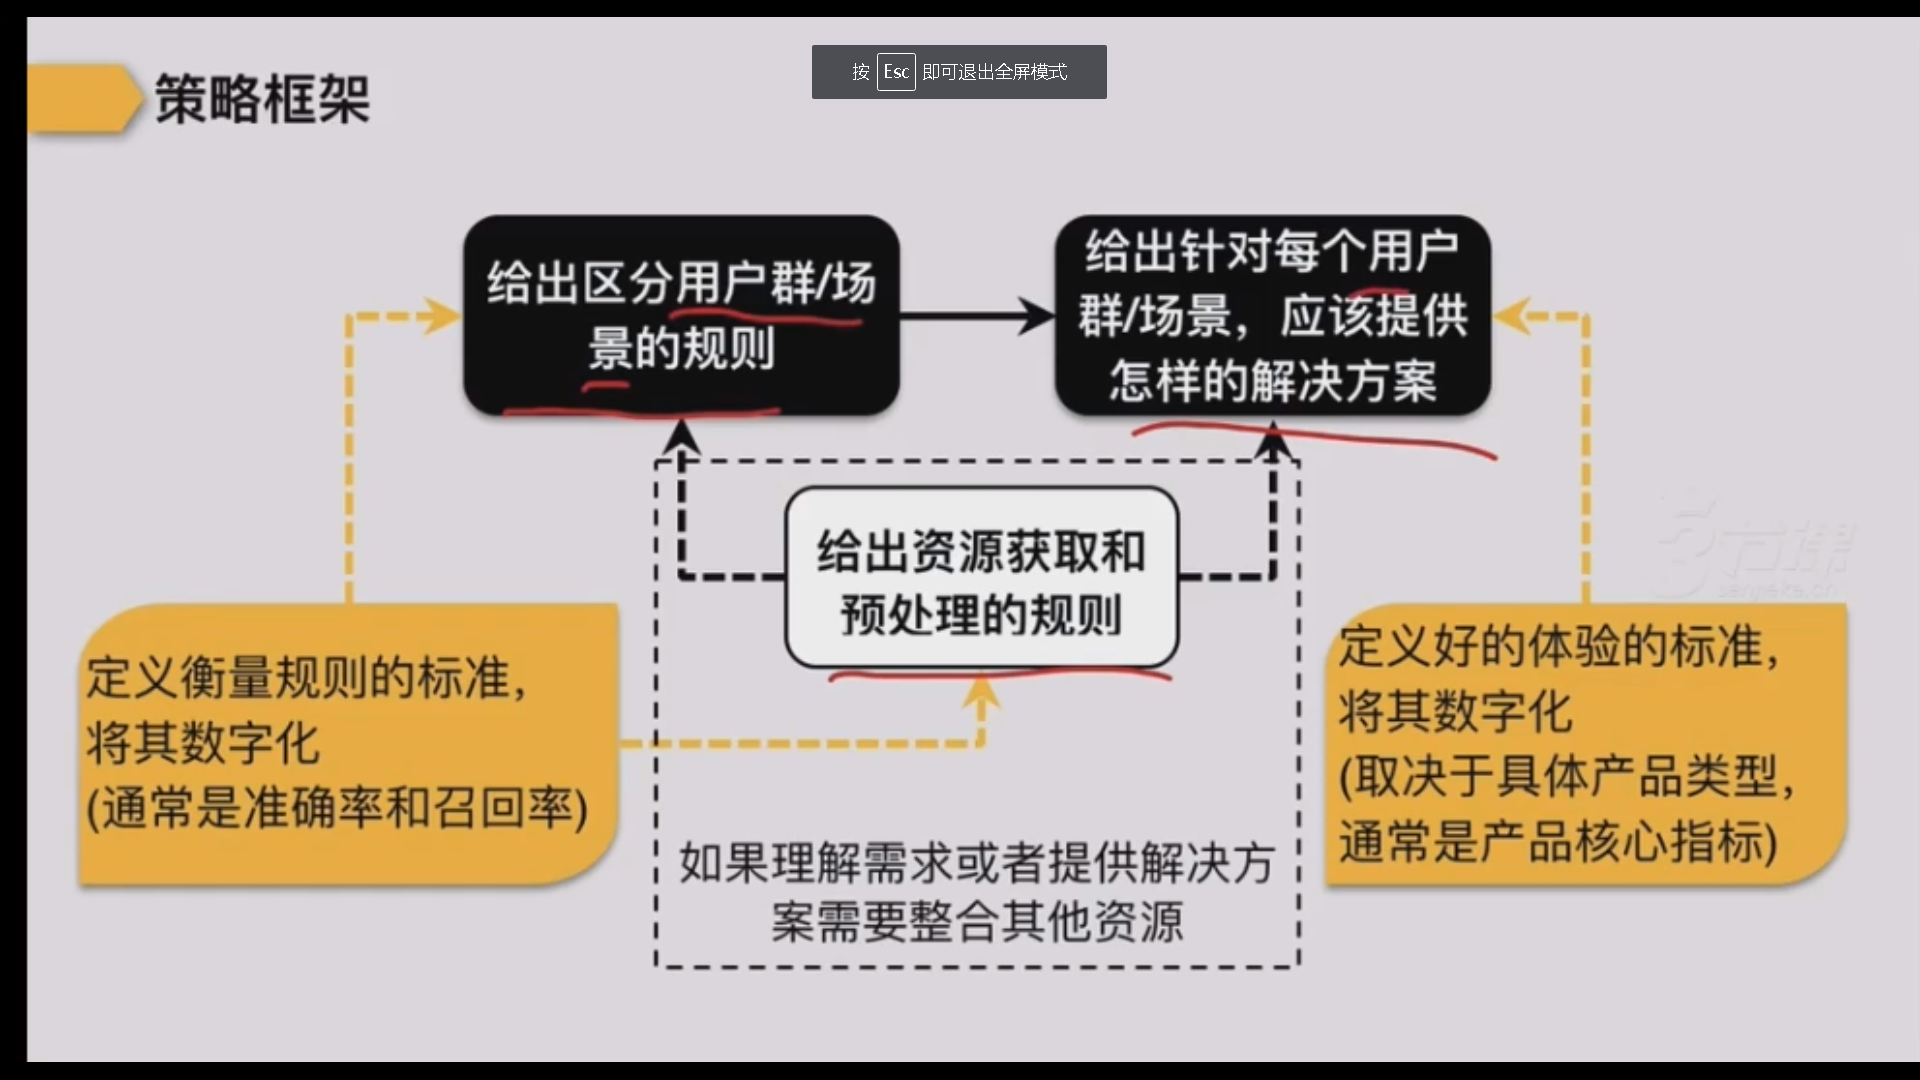 按 Esc 即可退出全屏模式
策略框架
给出区分用户群/场
景的规则
给出针对每个用户
群/场景，应该提供
怎样的解决方案
给出资源获取和
预处理的规则
定义衡量规则的标准，
将其数字化
(通常是准确率和召回率)
如果理解需求或者提供解决方
案需要整合其他资源
定义好的体验的标准，
将其数字化
(取决于具体产品类型，
通常是产品核心指标)
3节课
sanjieke.cn